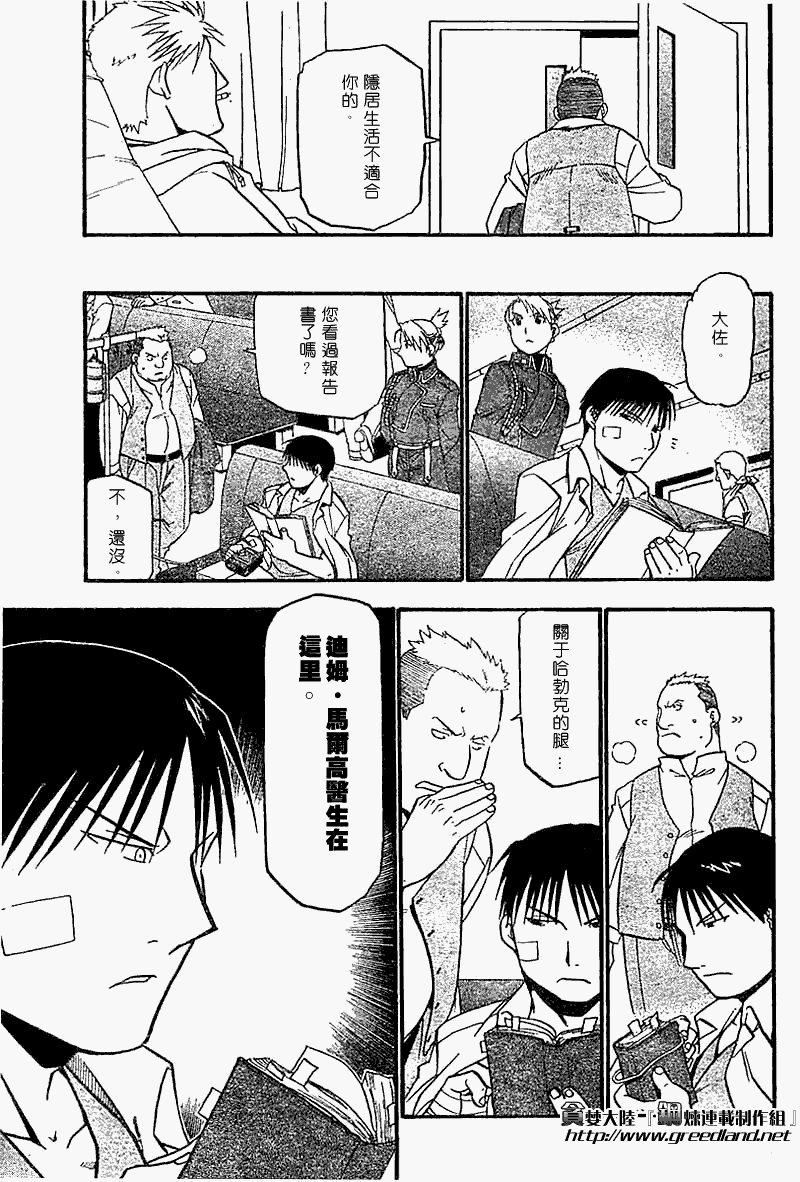 隱居生活不適合
你的。
大佐。
您看過報告
書了嗎？
不，還沒。
關于哈勃克的腿…
迪姆・馬爾高醫生在
這里。
貪婪大陸『鋼煉連載制作組』
http://www.greedland.net